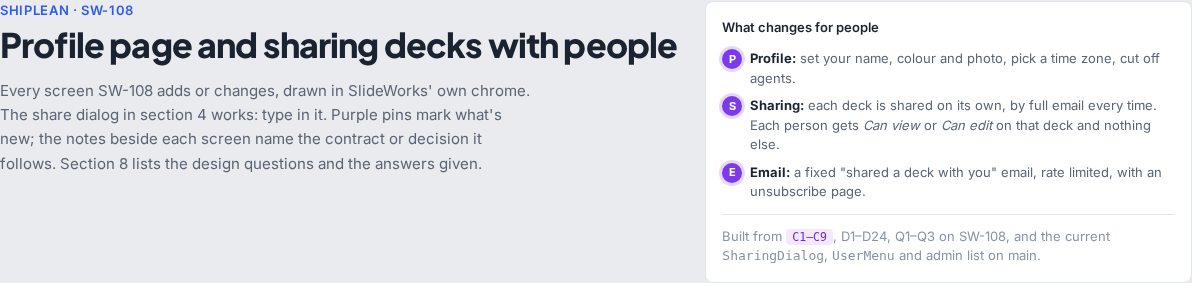 SHIPLEAN · SW-108
Profile page and sharing decks with people
Every screen SW-108 adds or changes, drawn in SlideWorks' own chrome.
The share dialog in section 4 works: type in it. Purple pins mark what's
new; the notes beside each screen name the contract or decision it
follows. Section 8 lists the design questions and the answers given.
What changes for people
P Profile: set your name, colour and photo, pick a time zone, cut off
agents.
S Sharing: each deck is shared on its own, by full email every time.
Each person gets Can view or Can edit on that deck and nothing
else.
E Email: a fixed "shared a deck with you" email, rate limited, with an
unsubscribe page.
Built from C1–C9, D1–D24, Q1–Q3 on SW-108, and the current
SharingDialog, UserMenu and admin list on main.